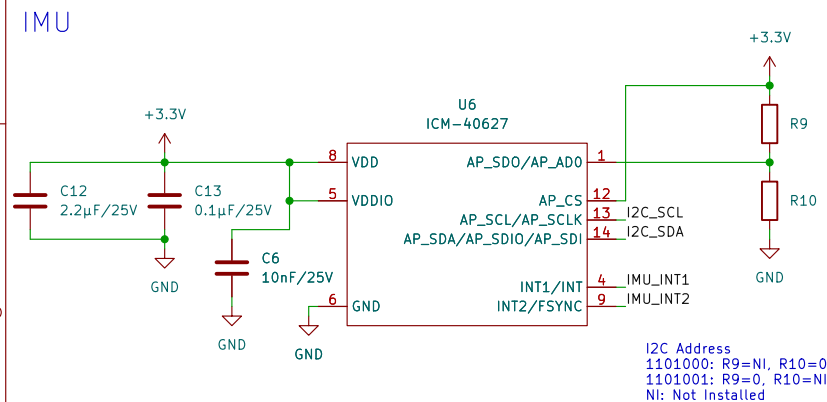 IMU
+3.3V
U6
ICM-40627
+3.3V
C12
2.2µF/25V
C13
0.1µF/25V
8 VDD
5 VDDIO
AP_SDO/AP_AD0 1
R9
AP_CS 12
AP_SCL/AP_SCLK 13 I2C_SCL
AP_SDA/AP_SDIO/AP_SDI 14 I2C_SDA
R10
C6
10nF/25V
GND
GND
INT1/INT 4 IMU_INT1
6 GND
INT2/FSYNC 9 IMU_INT2
GND
GND
I2C Address
1101000: R9=NI, R10=0
1101001: R9=0, R10=NI
NI: Not Installed